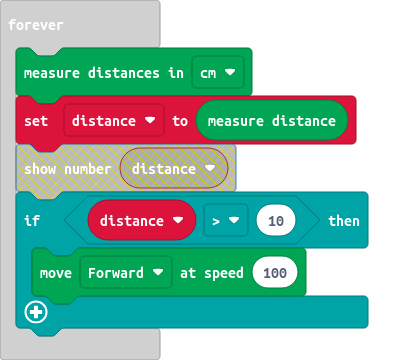 forever
measure distances in cm
set distance to measure distance
show number distance
if distance > 10 then
move Forward at speed 100